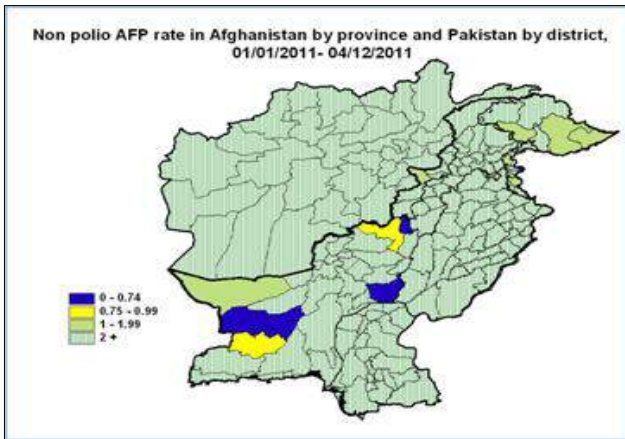 Non polio AFP rate in Afghanistan by province and Pakistan by district,
01/01/2011- 04/12/2011
0 - 0.74
0.75 - 0.99
1 - 1.99
2 +